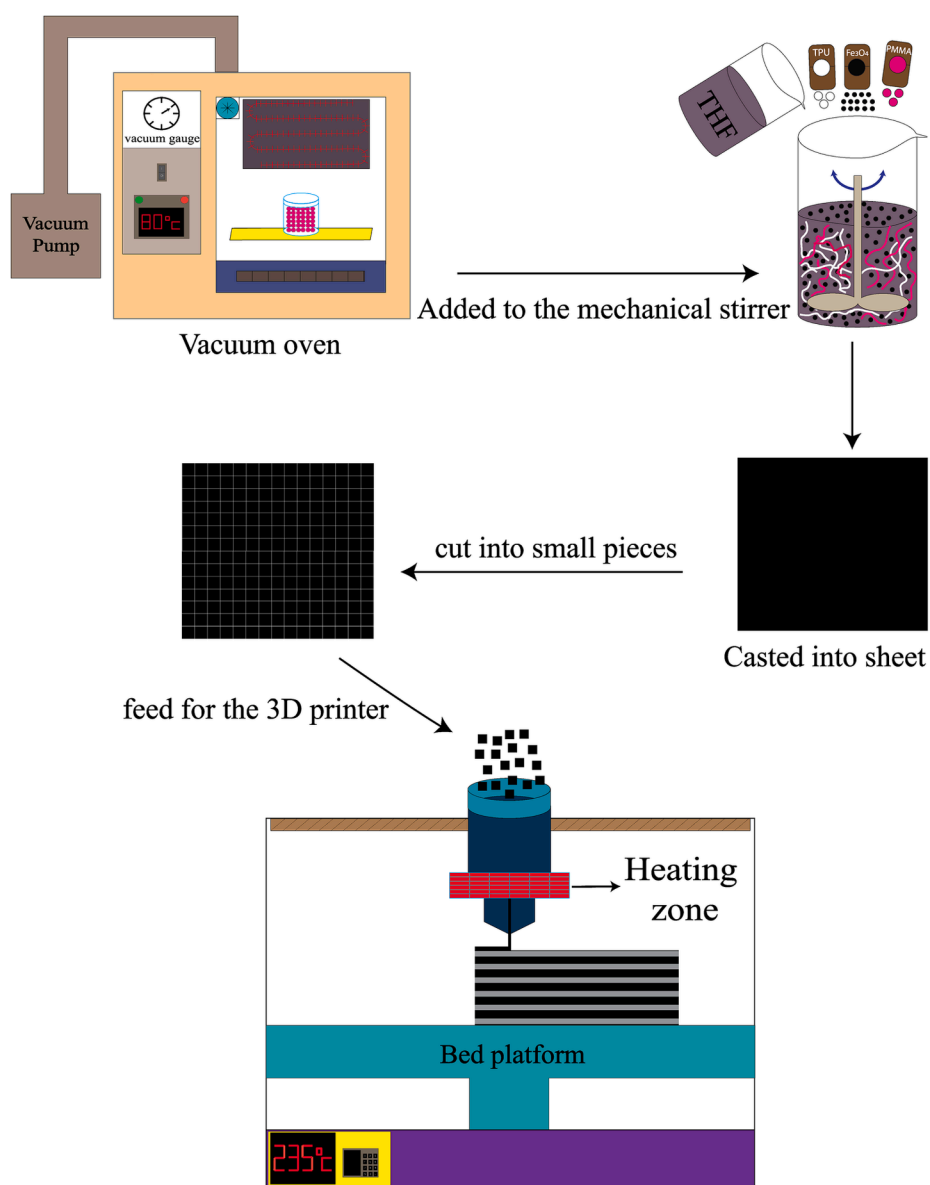 TPU
Fe₃O₄
PMMA
THF
vacuum gauge
80°c
Vacuum
Pump
Added to the mechanical stirrer
Vacuum oven
cut into small pieces
Casted into sheet
feed for the 3D printer
Heating
zone
Bed platform
235°c